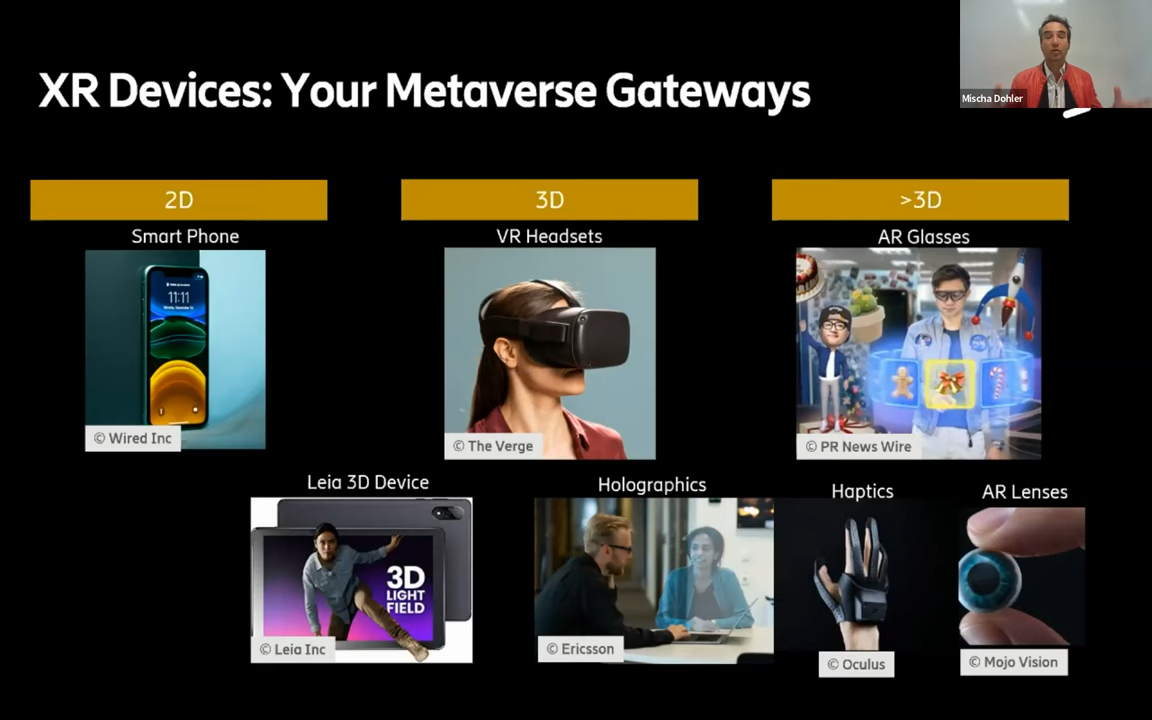 Mischa Dohler
XR Devices: Your Metaverse Gateways
2D
3D
>3D
Smart Phone
VR Headsets
AR Glasses
11:11
© Wired Inc
© The Verge
© PR News Wire
Leia 3D Device
Holographics
Haptics
AR Lenses
3D
LIGHT
FIELD
© Leia Inc
© Ericsson
© Oculus
© Mojo Vision